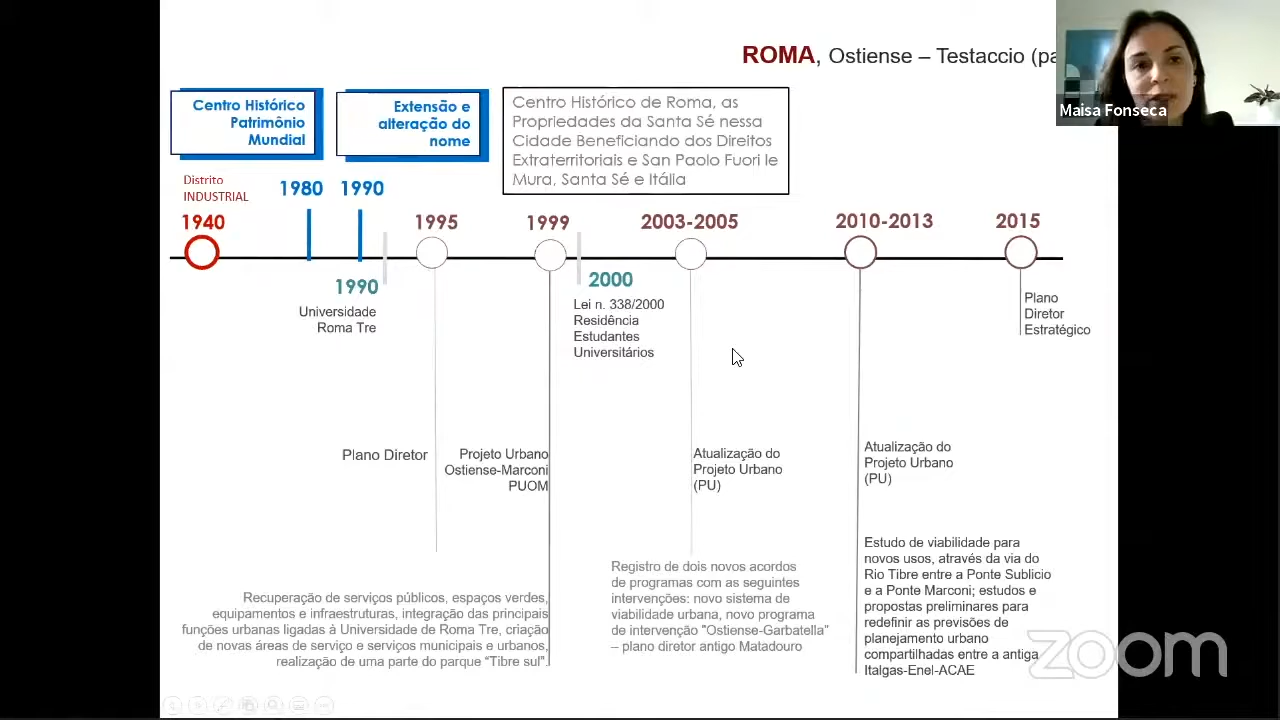 ROMA, Ostiense – Testaccio (pa
Maisa Fonseca
Centro Histórico
Patrimônio
Mundial
Extensão e
alteração do
nome
Centro Histórico de Roma, as
Propriedades da Santa Sé nessa
Cidade Beneficiando dos Direitos
Extraterritoriais e San Paolo Fuori le
Mura, Santa Sé e Itália
Distrito
INDUSTRIAL
1940
1980
1990
1995
1999
2003-2005
2010-2013
2015
1990
Universidade
Roma Tre
2000
Lei n. 338/2000
Residência
Estudantes
Universitários
Plano
Diretor
Estratégico
Plano Diretor
Projeto Urbano
Ostiense-Marconi
PUOM
Atualização do
Projeto Urbano
(PU)
Atualização do
Projeto Urbano
(PU)
Recuperação de serviços públicos, espaços verdes,
equipamentos e infraestruturas, integração das principais
funções urbanas ligadas à Universidade de Roma Tre, criação
de novas áreas de serviço e serviços municipais e urbanos,
realização de uma parte do parque “Tibre sul”.
Registro de dois novos acordos
de programas com as seguintes
intervenções: novo sistema de
viabilidade urbana, novo programa
de intervenção "Ostiense-Garbatella"
– plano diretor antigo Matadouro
Estudo de viabilidade para
novos usos, através da via do
Rio Tibre entre a Ponte Sublicio
e a Ponte Marconi; estudos e
propostas preliminares para
redefinir as previsões de
planejamento urbano
compartilhadas entre a antiga
Italgas-Enel-ACAE
zoom